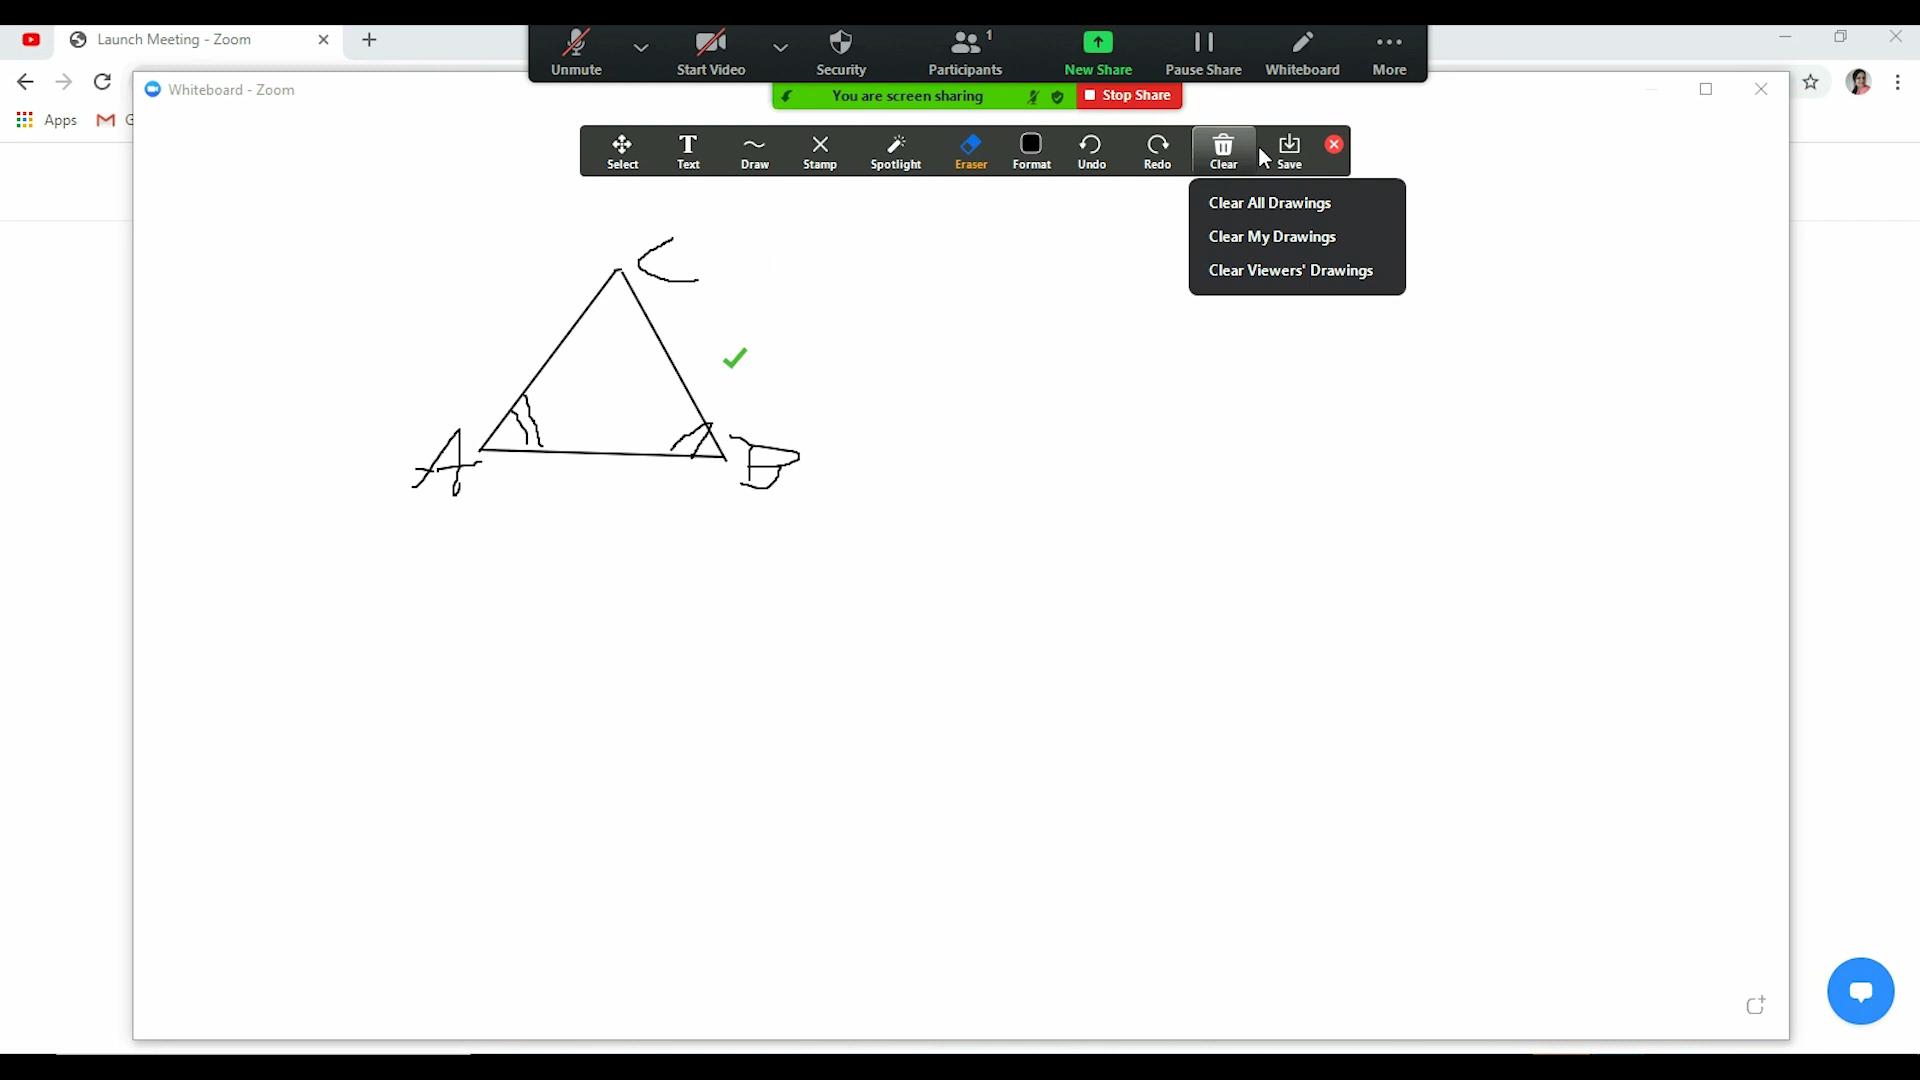 Launch Meeting - Zoom
Unmute
Start Video
Security
Participants
1
New Share
Pause Share
Whiteboard
More
Whiteboard - Zoom
You are screen sharing
Stop Share
Apps
Select
Text
T
Draw
Stamp
Spotlight
Eraser
Format
Undo
Redo
Clear
Save
Clear All Drawings
Clear My Drawings
Clear Viewers' Drawings
C
A
B